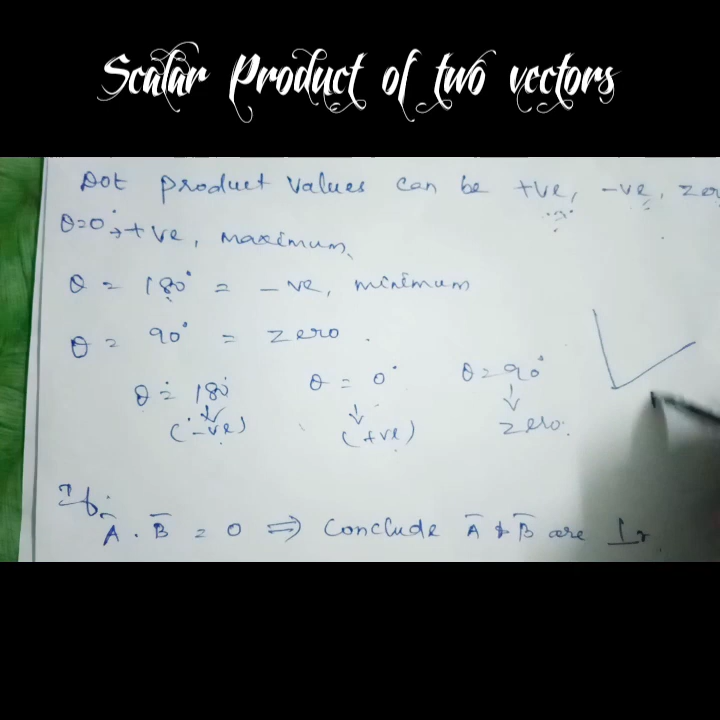 Scalar Product of two vectors
Dot product values can be +ve, -ve, zer
θ=0° → +ve, maximum
θ = 180° = -ve, minimum
θ = 90° = zero.
θ = 180° θ = 0° θ = 90°
↓ ↓ ↓
(-ve) (+ve) zero.
If.
A̅ . B̅ = 0 ⟹ Conclude A̅ & B̅ are ⊥r